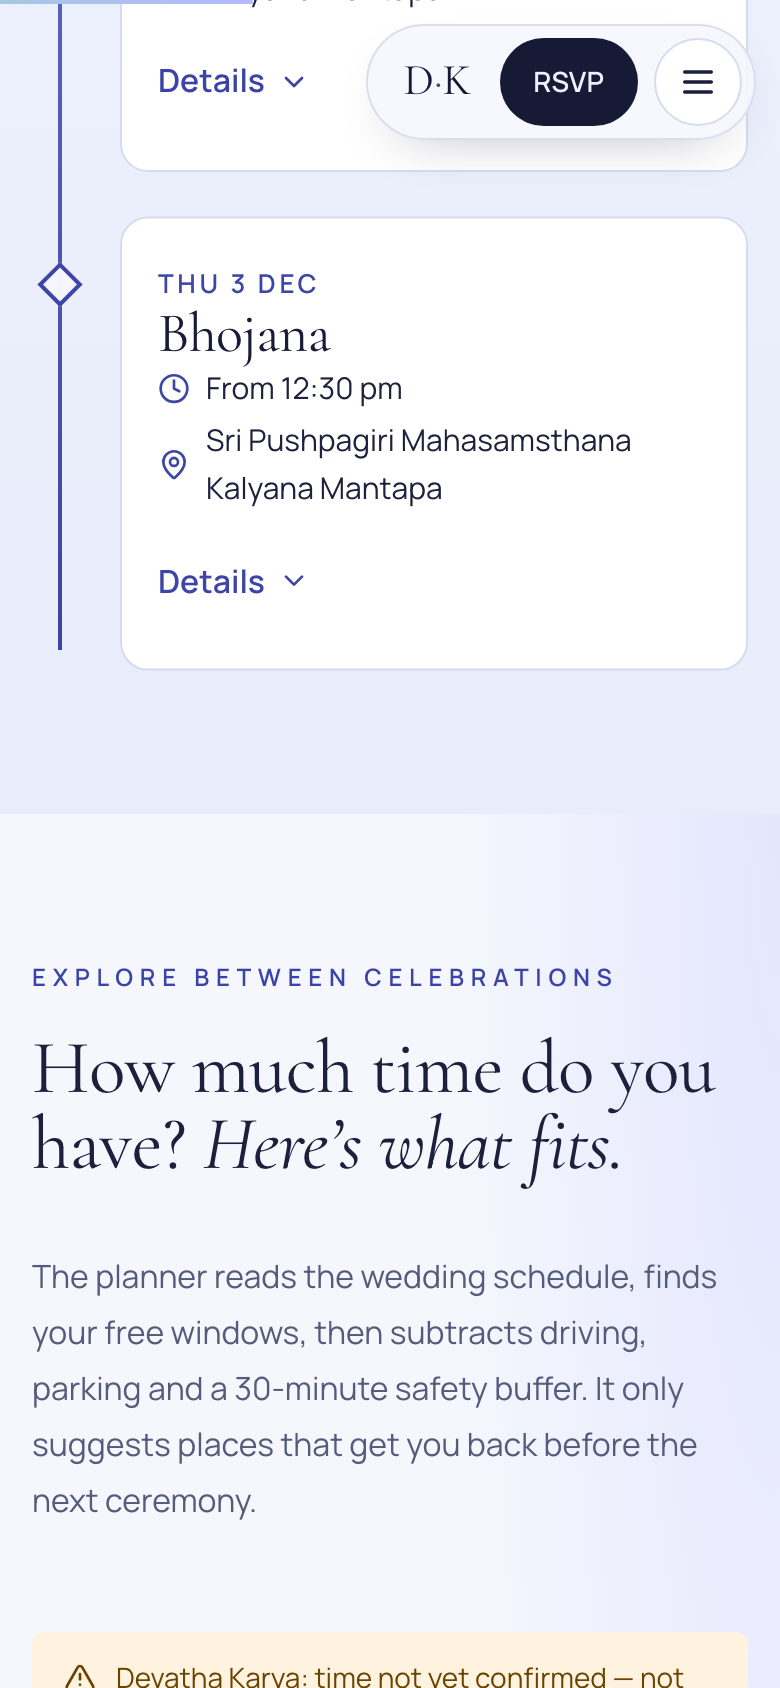 Details
D·K
RSVP
THU 3 DEC
Bhojana
From 12:30 pm
Sri Pushpagiri Mahasamsthana
Kalyana Mantapa
Details
EXPLORE BETWEEN CELEBRATIONS
How much time do you
have? Here’s what fits.
The planner reads the wedding schedule, finds
your free windows, then subtracts driving,
parking and a 30-minute safety buffer. It only
suggests places that get you back before the
next ceremony.
Devatha Karya: time not yet confirmed — not